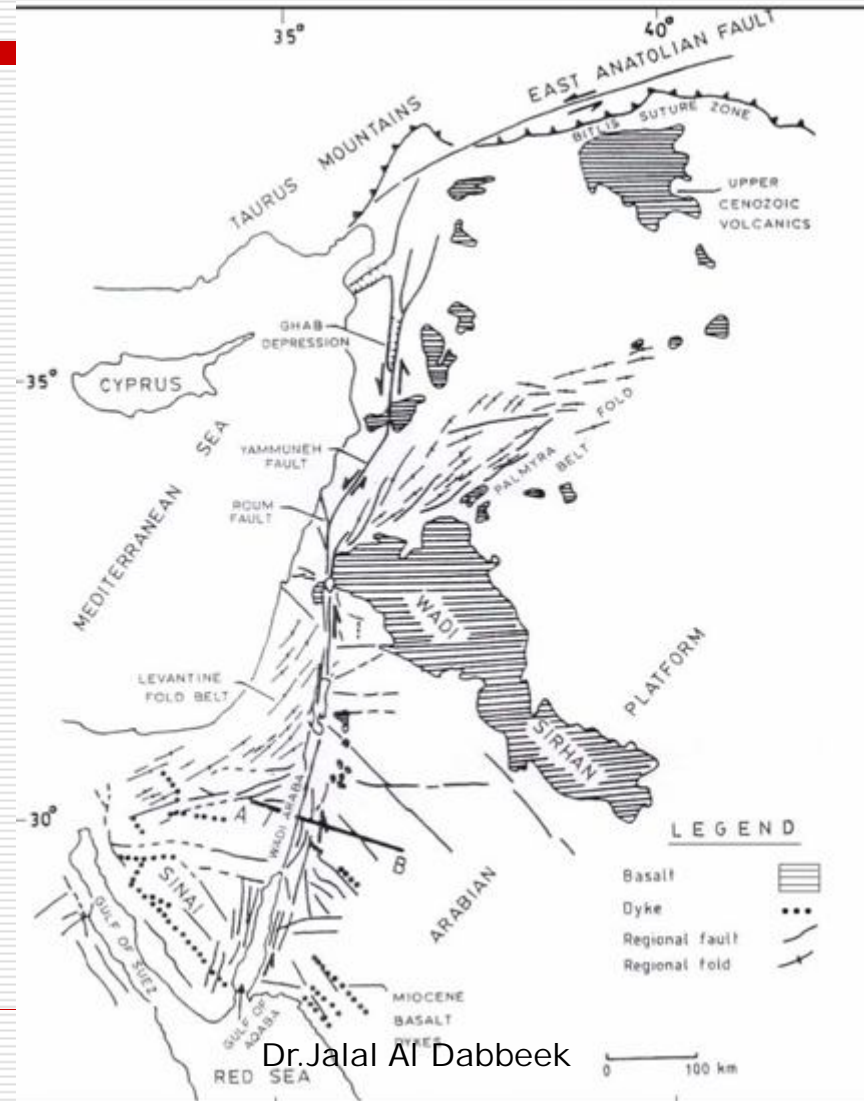 35°
40°
EAST ANATOLIAN FAULT
BITLIS SUTURE ZONE
TAURUS MOUNTAINS
UPPER
CENOZOIC
VOLCANICS
GHAB
DEPRESSION
35°
CYPRUS
MEDITERRANEAN SEA
YAMMUNEH
FAULT
PALMYRA FOLD
BELT
ROUM
FAULT
WADI
SIRHAN
LEVANTINE
FOLD BELT
ARABIAN PLATFORM
30°
A
B
WADI ARABA
SINAI
GULF OF SUEZ
GULF OF
AQABA
RED SEA
MIOCENE
BASALT
DYKES
LEGEND
Basalt
Dyke
Regional fault
Regional fold
0 100 km
Dr.Jalal Al Dabbeek